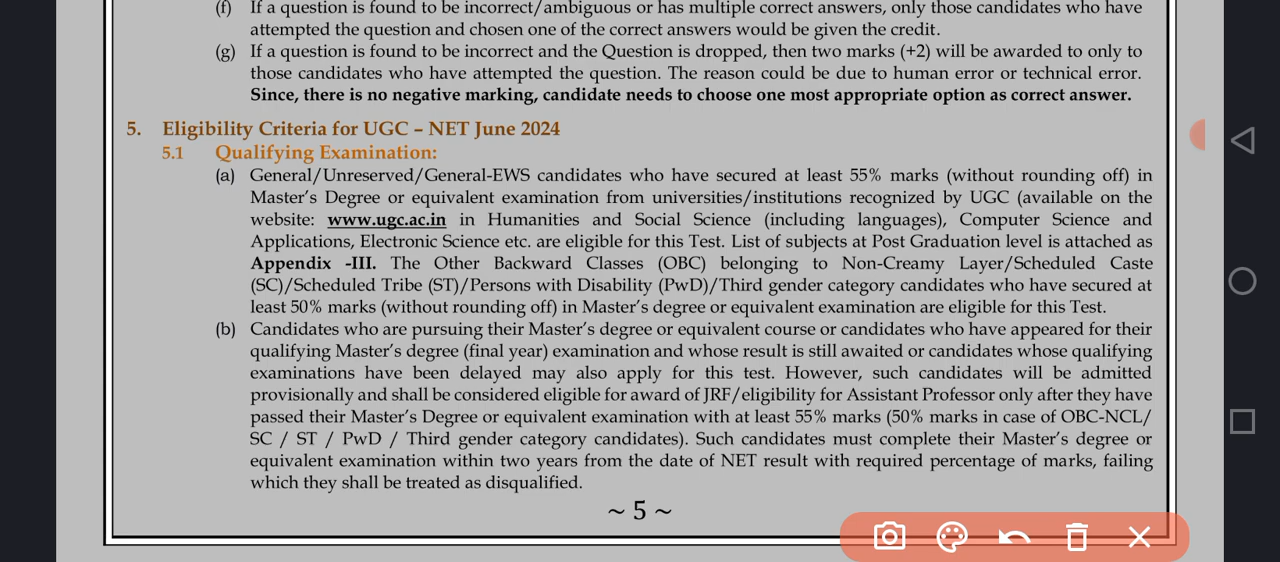 (f) If a question is found to be incorrect/ambiguous or has multiple correct answers, only those candidates who have
attempted the question and chosen one of the correct answers would be given the credit.
(g) If a question is found to be incorrect and the Question is dropped, then two marks (+2) will be awarded to only to
those candidates who have attempted the question. The reason could be due to human error or technical error.
Since, there is no negative marking, candidate needs to choose one most appropriate option as correct answer.
5. Eligibility Criteria for UGC – NET June 2024
5.1 Qualifying Examination:
(a) General/Unreserved/General-EWS candidates who have secured at least 55% marks (without rounding off) in
Master's Degree or equivalent examination from universities/institutions recognized by UGC (available on the
website: www.ugc.ac.in in Humanities and Social Science (including languages), Computer Science and
Applications, Electronic Science etc. are eligible for this Test. List of subjects at Post Graduation level is attached as
Appendix -III. The Other Backward Classes (OBC) belonging to Non-Creamy Layer/Scheduled Caste
(SC)/Scheduled Tribe (ST)/Persons with Disability (PwD)/Third gender category candidates who have secured at
least 50% marks (without rounding off) in Master's degree or equivalent examination are eligible for this Test.
(b) Candidates who are pursuing their Master's degree or equivalent course or candidates who have appeared for their
qualifying Master's degree (final year) examination and whose result is still awaited or candidates whose qualifying
examinations have been delayed may also apply for this test. However, such candidates will be admitted
provisionally and shall be considered eligible for award of JRF/eligibility for Assistant Professor only after they have
passed their Master's Degree or equivalent examination with at least 55% marks (50% marks in case of OBC-NCL/
SC / ST / PwD / Third gender category candidates). Such candidates must complete their Master's degree or
equivalent examination within two years from the date of NET result with required percentage of marks, failing
which they shall be treated as disqualified.
~ 5 ~